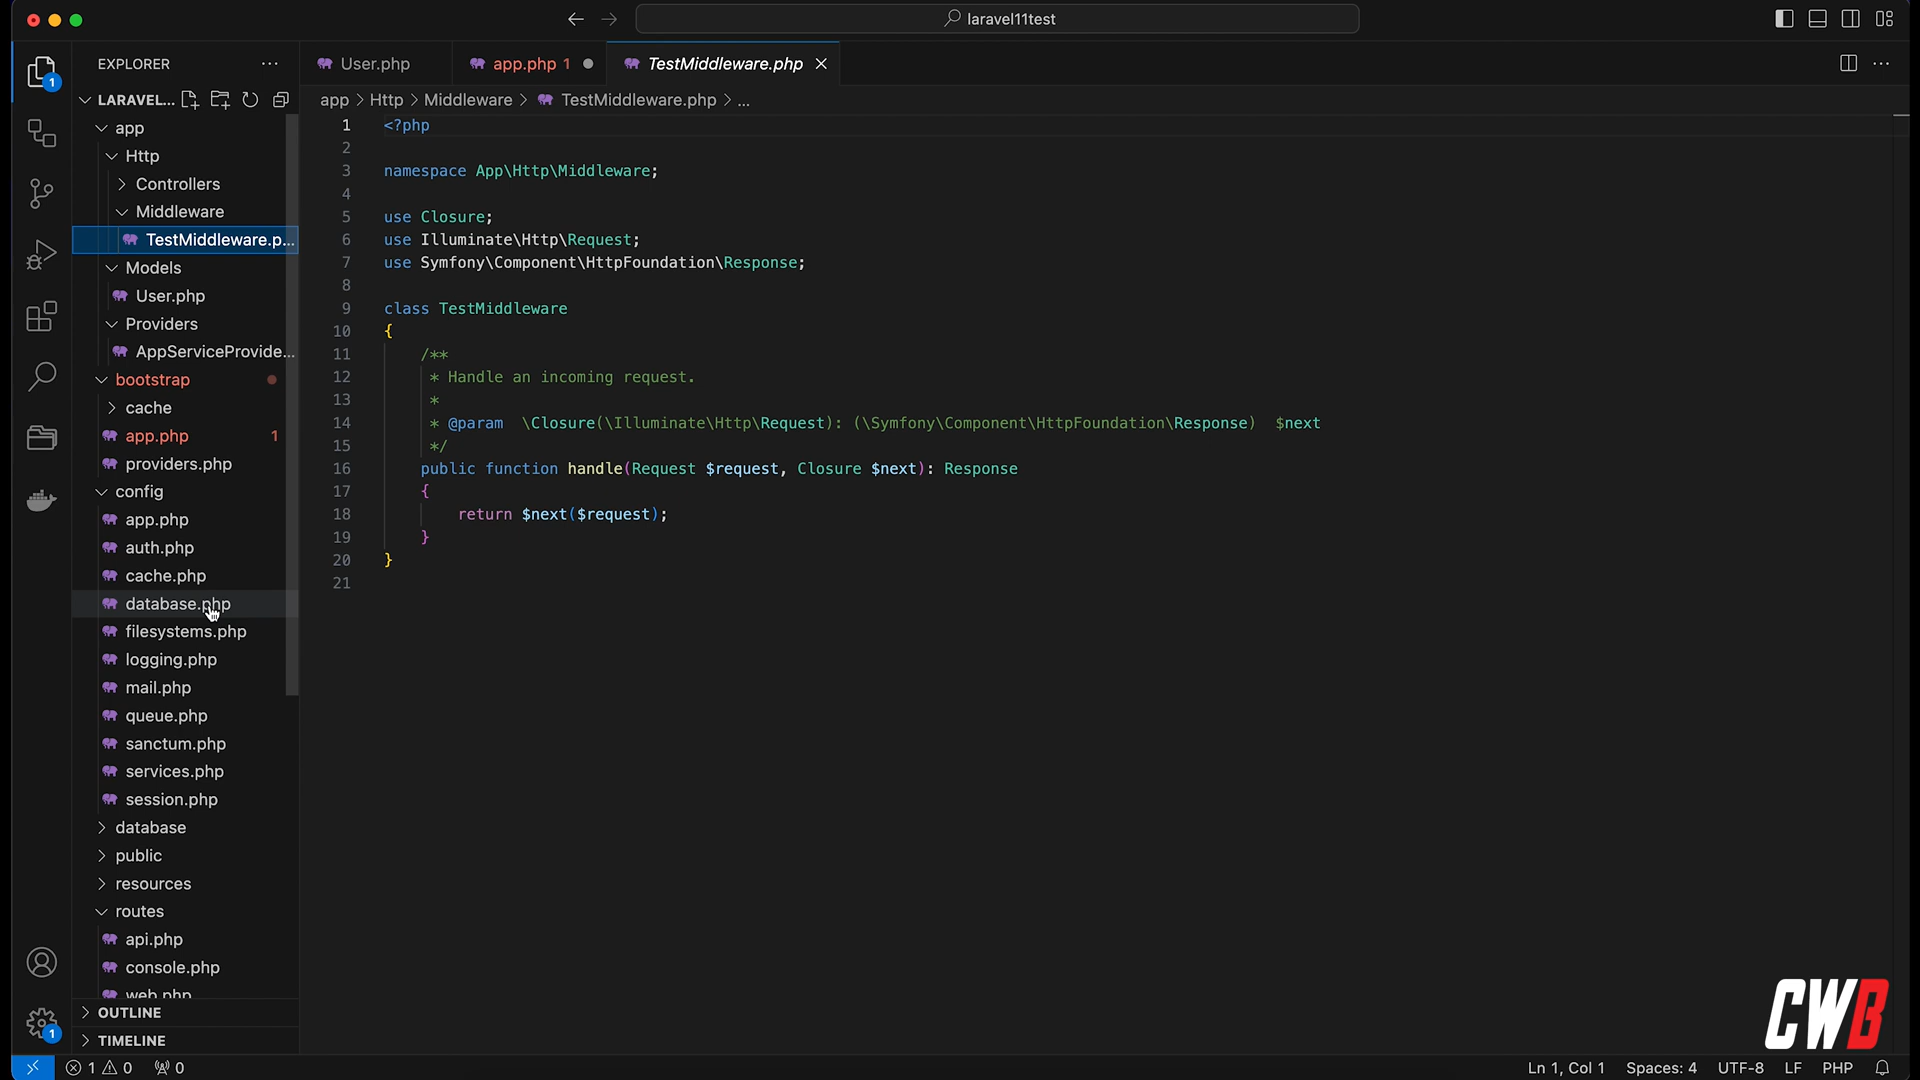 laravel11test
EXPLORER
User.php
app.php 1
TestMiddleware.php
LARAVEL...
app > Http > Middleware > TestMiddleware.php > ...
app
Http
Controllers
Middleware
TestMiddleware.p...
Models
User.php
Providers
AppServiceProvide...
bootstrap
cache
app.php 1
providers.php
config
app.php
auth.php
cache.php
database.php
filesystems.php
logging.php
mail.php
queue.php
sanctum.php
services.php
session.php
database
public
resources
routes
api.php
console.php
web.php
OUTLINE
TIMELINE
1 <?php
2
3 namespace App\Http\Middleware;
4
5 use Closure;
6 use Illuminate\Http\Request;
7 use Symfony\Component\HttpFoundation\Response;
8
9 class TestMiddleware
10 {
11 /**
12 * Handle an incoming request.
13 *
14 * @param  \Closure(\Illuminate\Http\Request): (\Symfony\Component\HttpFoundation\Response)  $next
15 */
16 public function handle(Request $request, Closure $next): Response
17 {
18 return $next($request);
19 }
20 }
21
1
1
CWB
1 0 0
Ln 1, Col 1 Spaces: 4 UTF-8 LF PHP